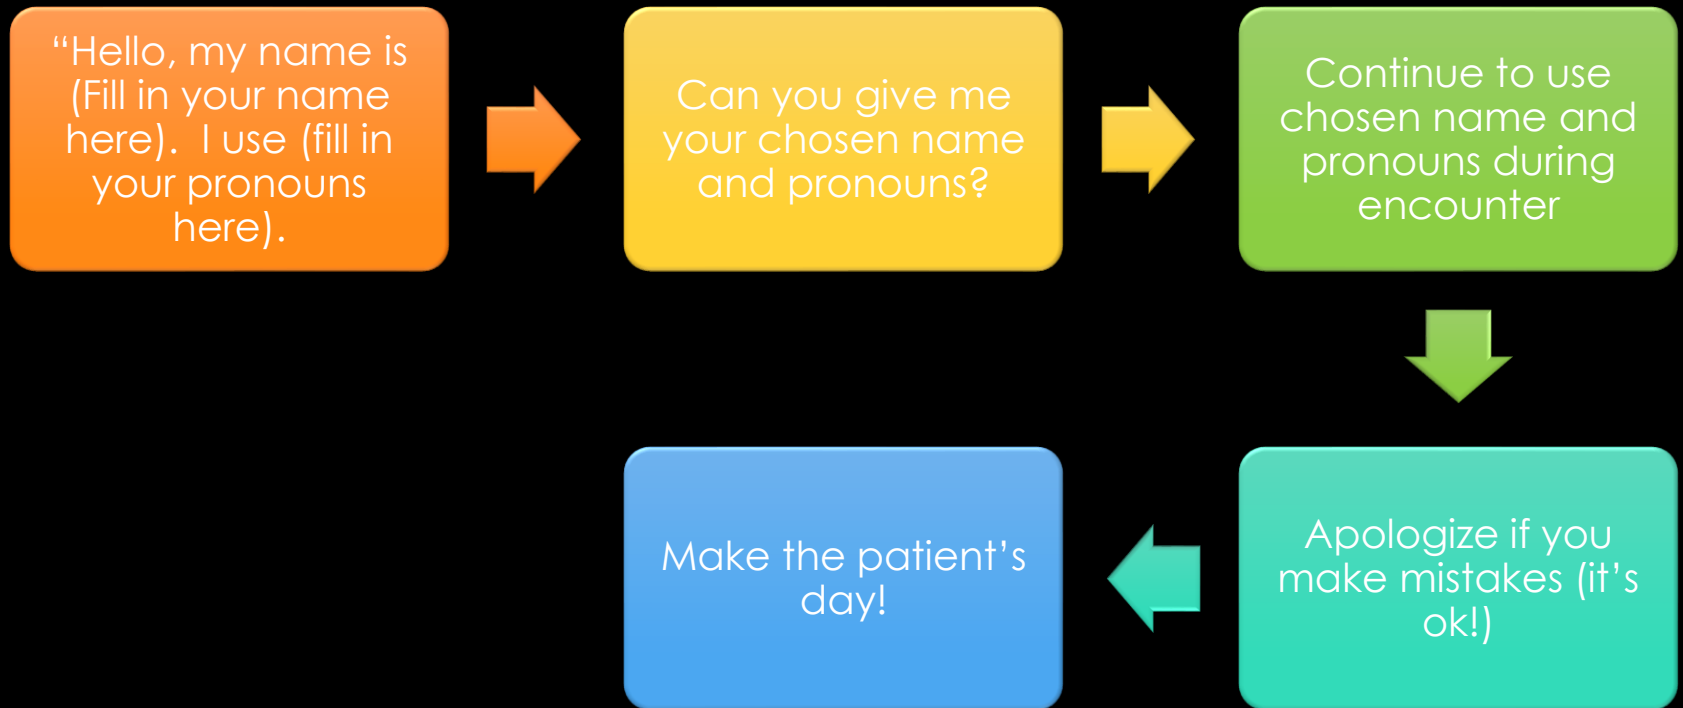 “Hello, my name is
(Fill in your name
here).  I use (fill in
your pronouns
here).
Can you give me
your chosen name
and pronouns?
Continue to use
chosen name and
pronouns during
encounter
Apologize if you
make mistakes (it’s
ok!)
Make the patient’s
day!